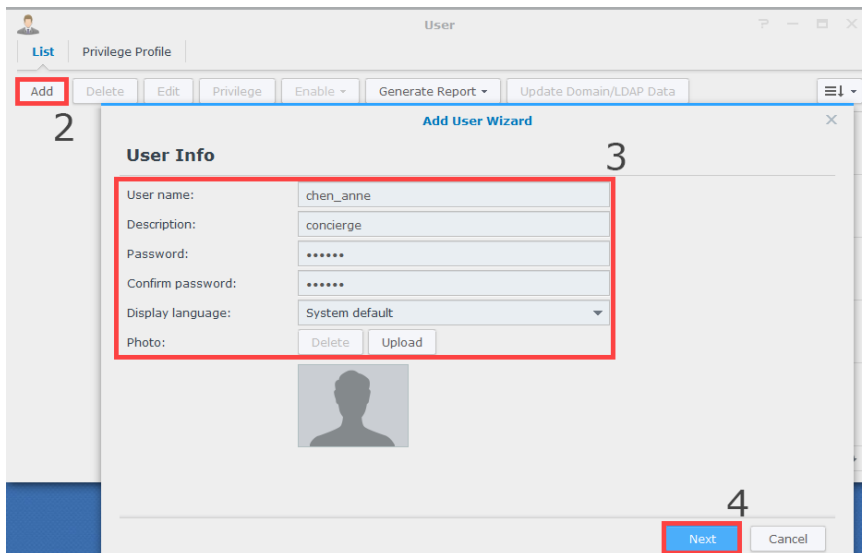 User
List Privilege Profile
Add Delete Edit Privilege Enable Generate Report Update Domain/LDAP Data
2
Add User Wizard
User Info
3
User name: chen_anne
Description: concierge
Password: ••••••
Confirm password: ••••••
Display language: System default
Photo: Delete Upload
4
Next Cancel